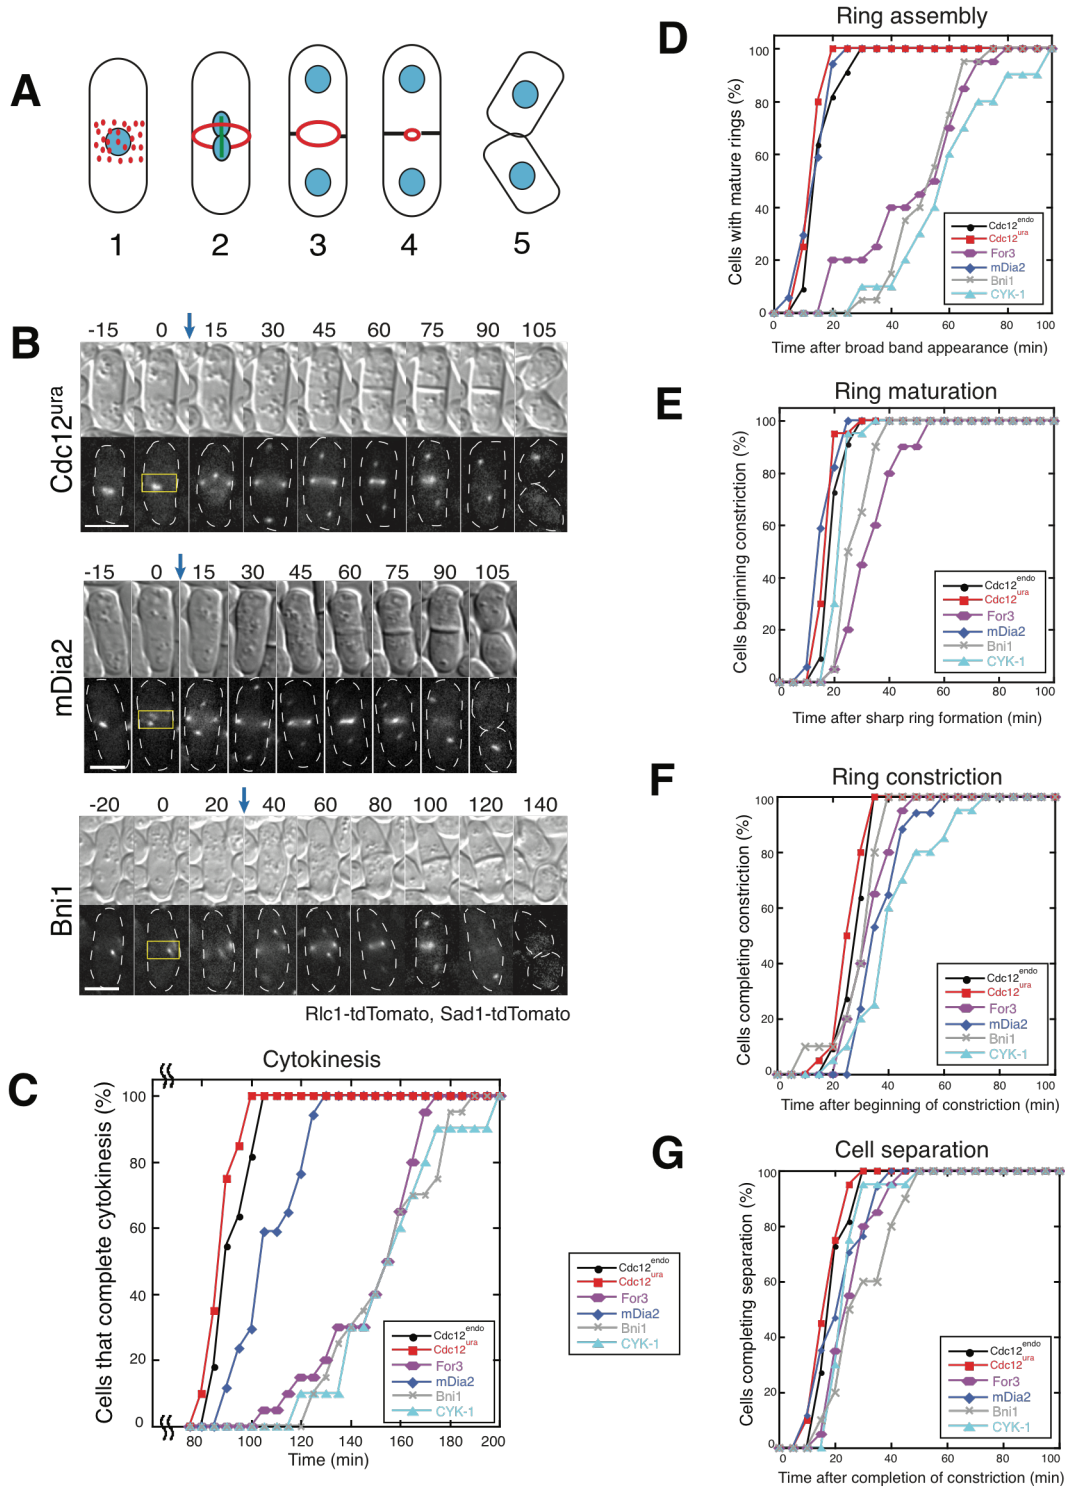 A
1 2 3 4 5
B
-15 0 15 30 45 60 75 90 105
Cdc12ura
-15 0 15 30 45 60 75 90 105
mDia2
-20 0 20 40 60 80 100 120 140
Bni1
Rlc1-tdTomato, Sad1-tdTomato
C
Cytokinesis
Cells that complete cytokinesis (%)
100
80
60
40
20
0
80 100 120 140 160 180 200
Time (min)
Cdc12endo
Cdc12ura
For3
mDia2
Bni1
CYK-1
Cdc12endo
Cdc12ura
For3
mDia2
Bni1
CYK-1
D
Ring assembly
Cells with mature rings (%)
100
80
60
40
20
0
0 20 40 60 80 100
Time after broad band appearance (min)
Cdc12endo
Cdc12ura
For3
mDia2
Bni1
CYK-1
E
Ring maturation
Cells beginning constriction (%)
100
80
60
40
20
0
0 20 40 60 80 100
Time after sharp ring formation (min)
Cdc12endo
Cdc12ura
For3
mDia2
Bni1
CYK-1
F
Ring constriction
Cells completing constriction (%)
100
80
60
40
20
0
0 20 40 60 80 100
Time after beginning of constriction (min)
Cdc12endo
Cdc12ura
For3
mDia2
Bni1
CYK-1
G
Cell separation
Cells completing separation (%)
100
80
60
40
20
0
0 20 40 60 80 100
Time after completion of constriction (min)
Cdc12endo
Cdc12ura
For3
mDia2
Bni1
CYK-1